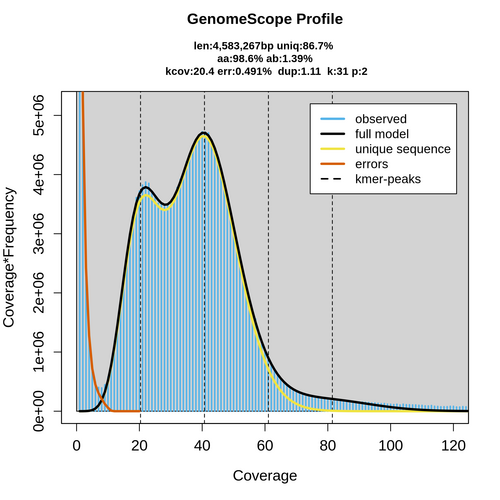 GenomeScope Profile
len:4,583,267bp uniq:86.7%
aa:98.6% ab:1.39%
kcov:20.4 err:0.491% dup:1.11 k:31 p:2
observed
full model
unique sequence
errors
kmer-peaks
Coverage*Frequency
5e+06
4e+06
3e+06
2e+06
1e+06
0e+00
0 20 40 60 80 100 120
Coverage